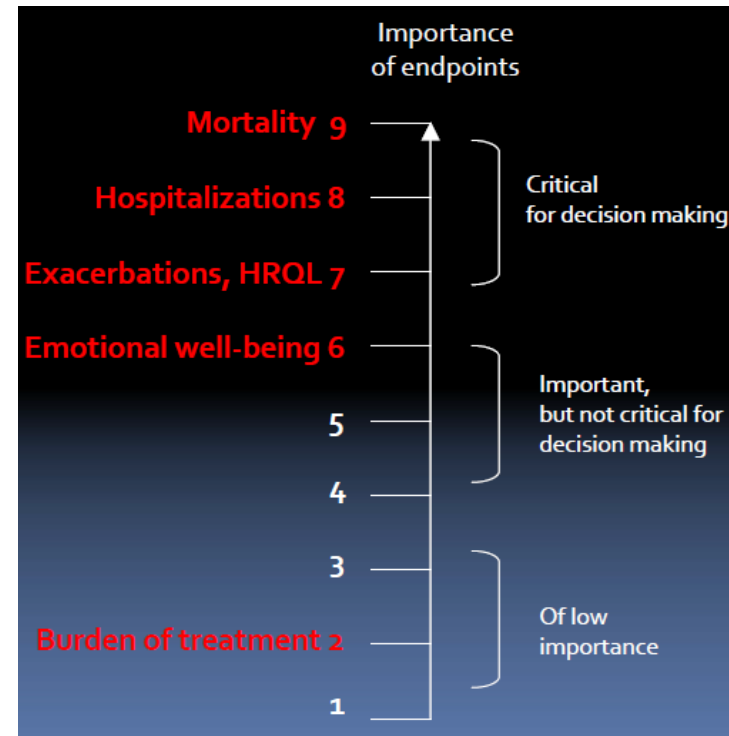 Importance
of endpoints
Mortality 9
Hospitalizations 8
Critical
for decision making
Exacerbations, HRQL 7
Emotional well-being 6
Important,
but not critical for
decision making
5
4
3
Of low
importance
Burden of treatment 2
1